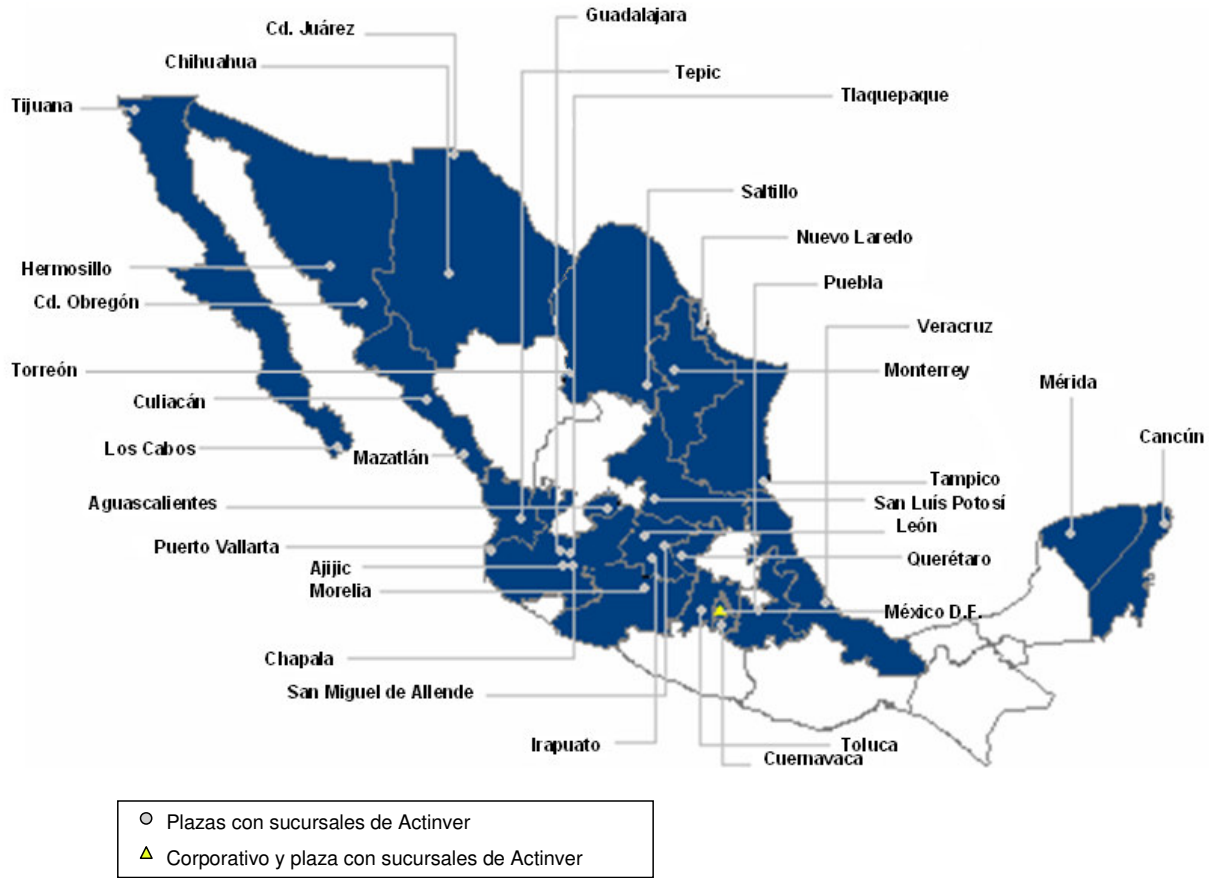 Guadalajara
Cd. Juárez
Chihuahua
Tepic
Tijuana
Tlaquepaque
Saltillo
Nuevo Laredo
Hermosillo
Puebla
Cd. Obregón
Veracruz
Torreón
Monterrey
Mérida
Culiacán
Cancún
Los Cabos
Mazatlán
Tampico
Aguascalientes
San Luís Potosí
León
Puerto Vallarta
Querétaro
Ajijic
Morelia
México D.F.
Chapala
San Miguel de Allende
Irapuato
Toluca
Cuernavaca
Plazas con sucursales de Actinver
Corporativo y plaza con sucursales de Actinver